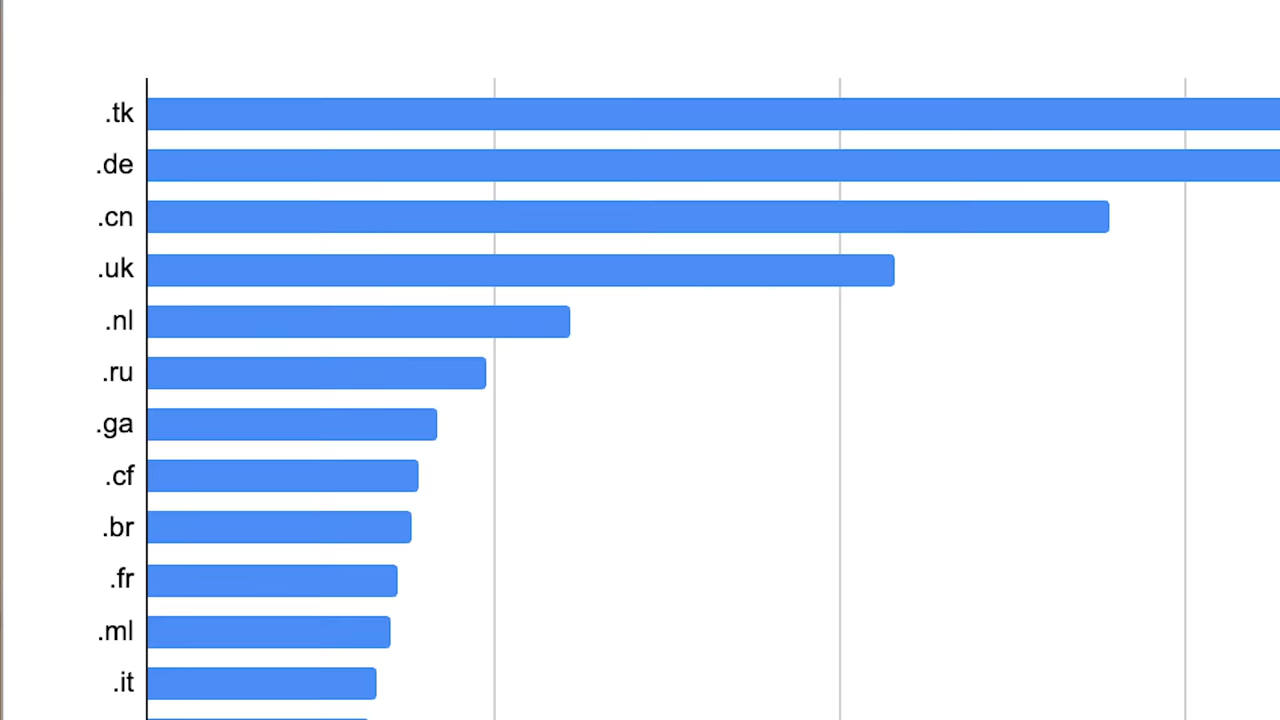 .tk
.de
.cn
.uk
.nl
.ru
.ga
.cf
.br
.fr
.ml
.it